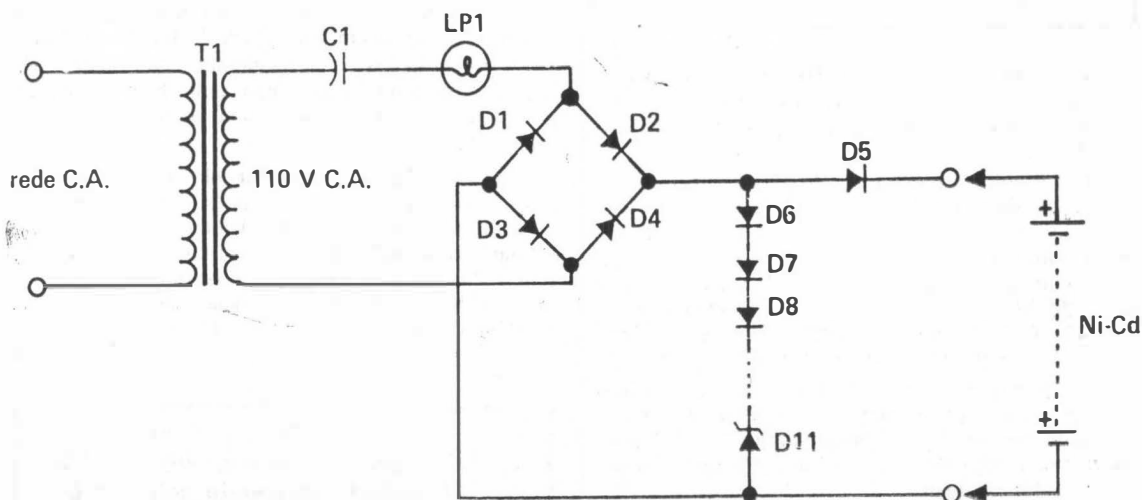 LP1
C1
T1
D1
D2
D5
rede C.A.
110 V C.A.
D3
D4
D6
D7
D8
Ni-Cd
D11
+
+